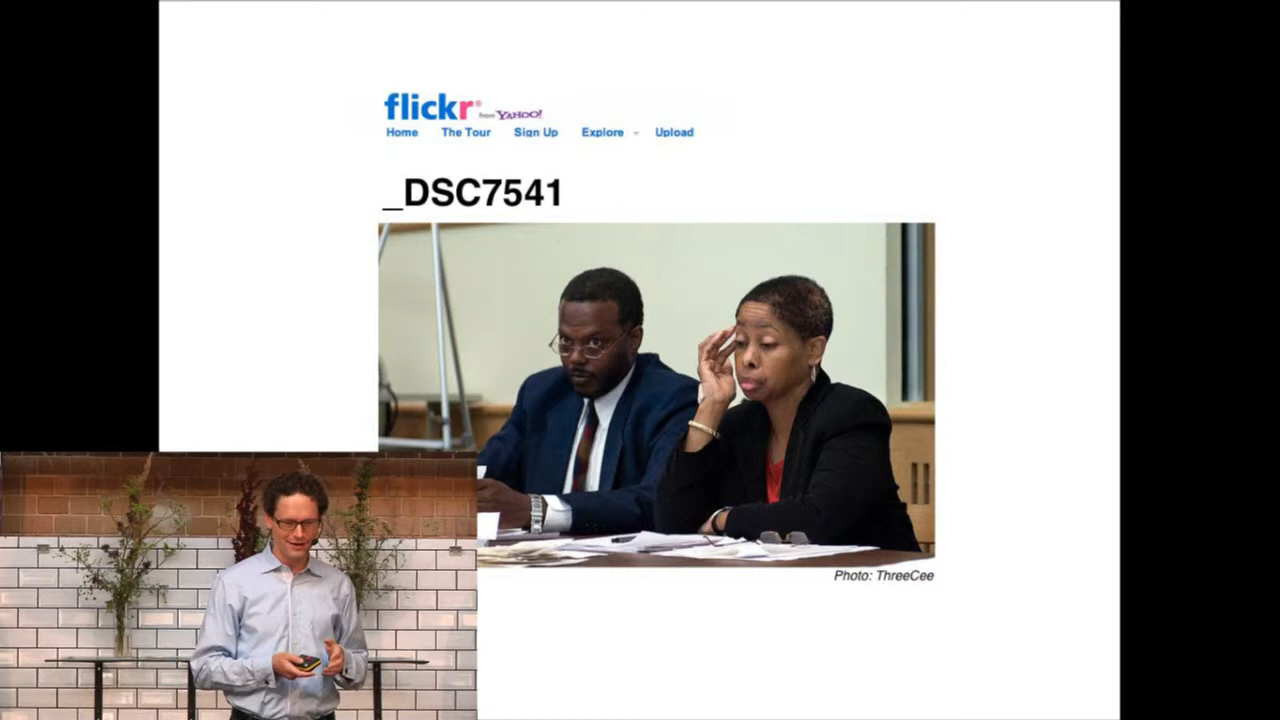 flickr® from YAHOO!
Home The Tour Sign Up Explore Upload
_DSC7541
Photo: ThreeCee